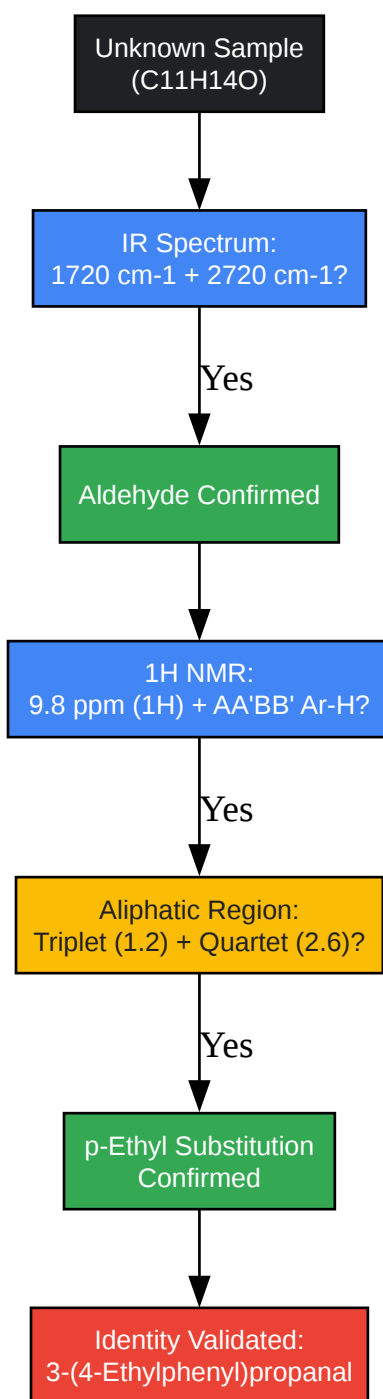 Unknown Sample
(C11H14O)
IR Spectrum:
1720 cm-1 + 2720 cm-1?
Yes
Aldehyde Confirmed
1H NMR:
9.8 ppm (1H) + AA'BB' Ar-H?
Yes
Aliphatic Region:
Triplet (1.2) + Quartet (2.6)?
Yes
p-Ethyl Substitution
Confirmed
Identity Validated:
3-(4-Ethylphenyl)propanal